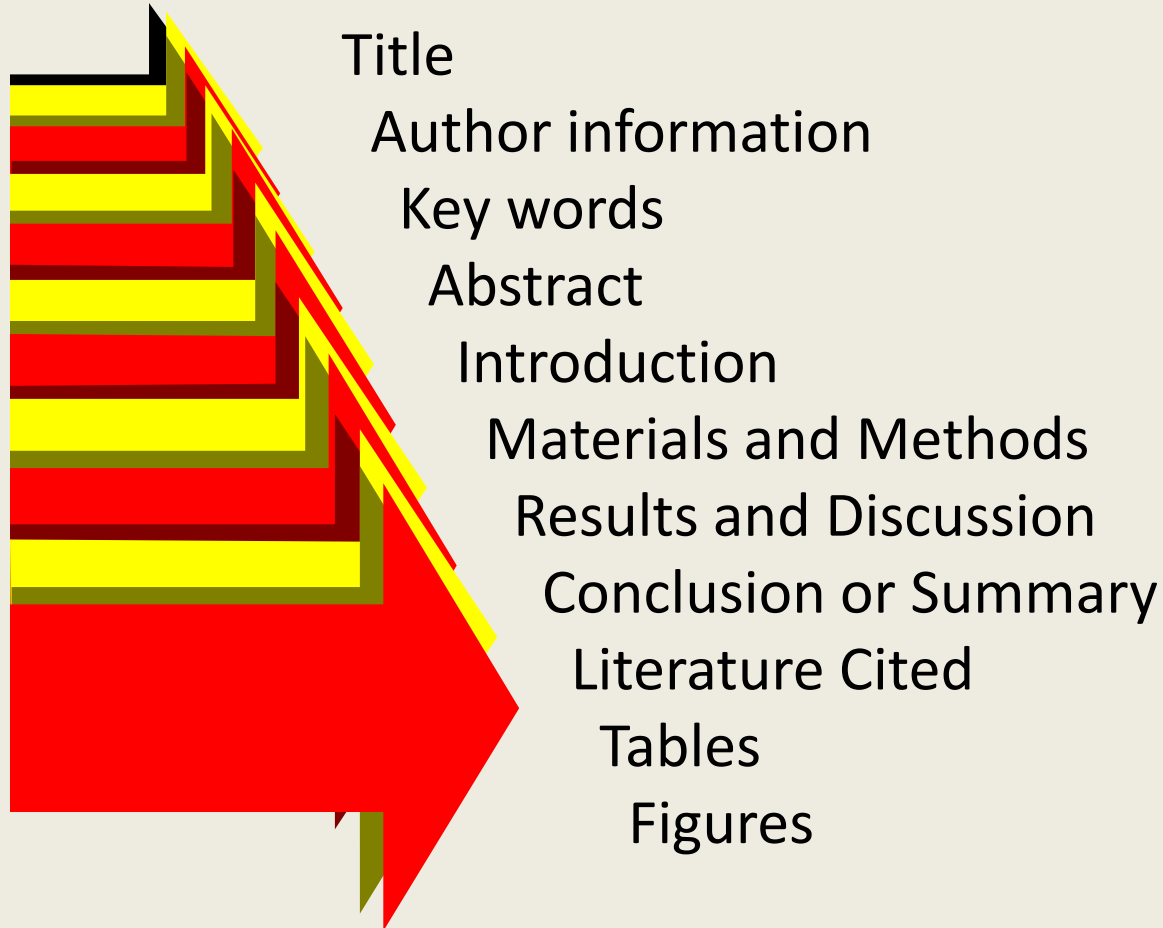 Title
Author information
Key words
Abstract
Introduction
Materials and Methods
Results and Discussion
Conclusion or Summary
Literature Cited
Tables
Figures